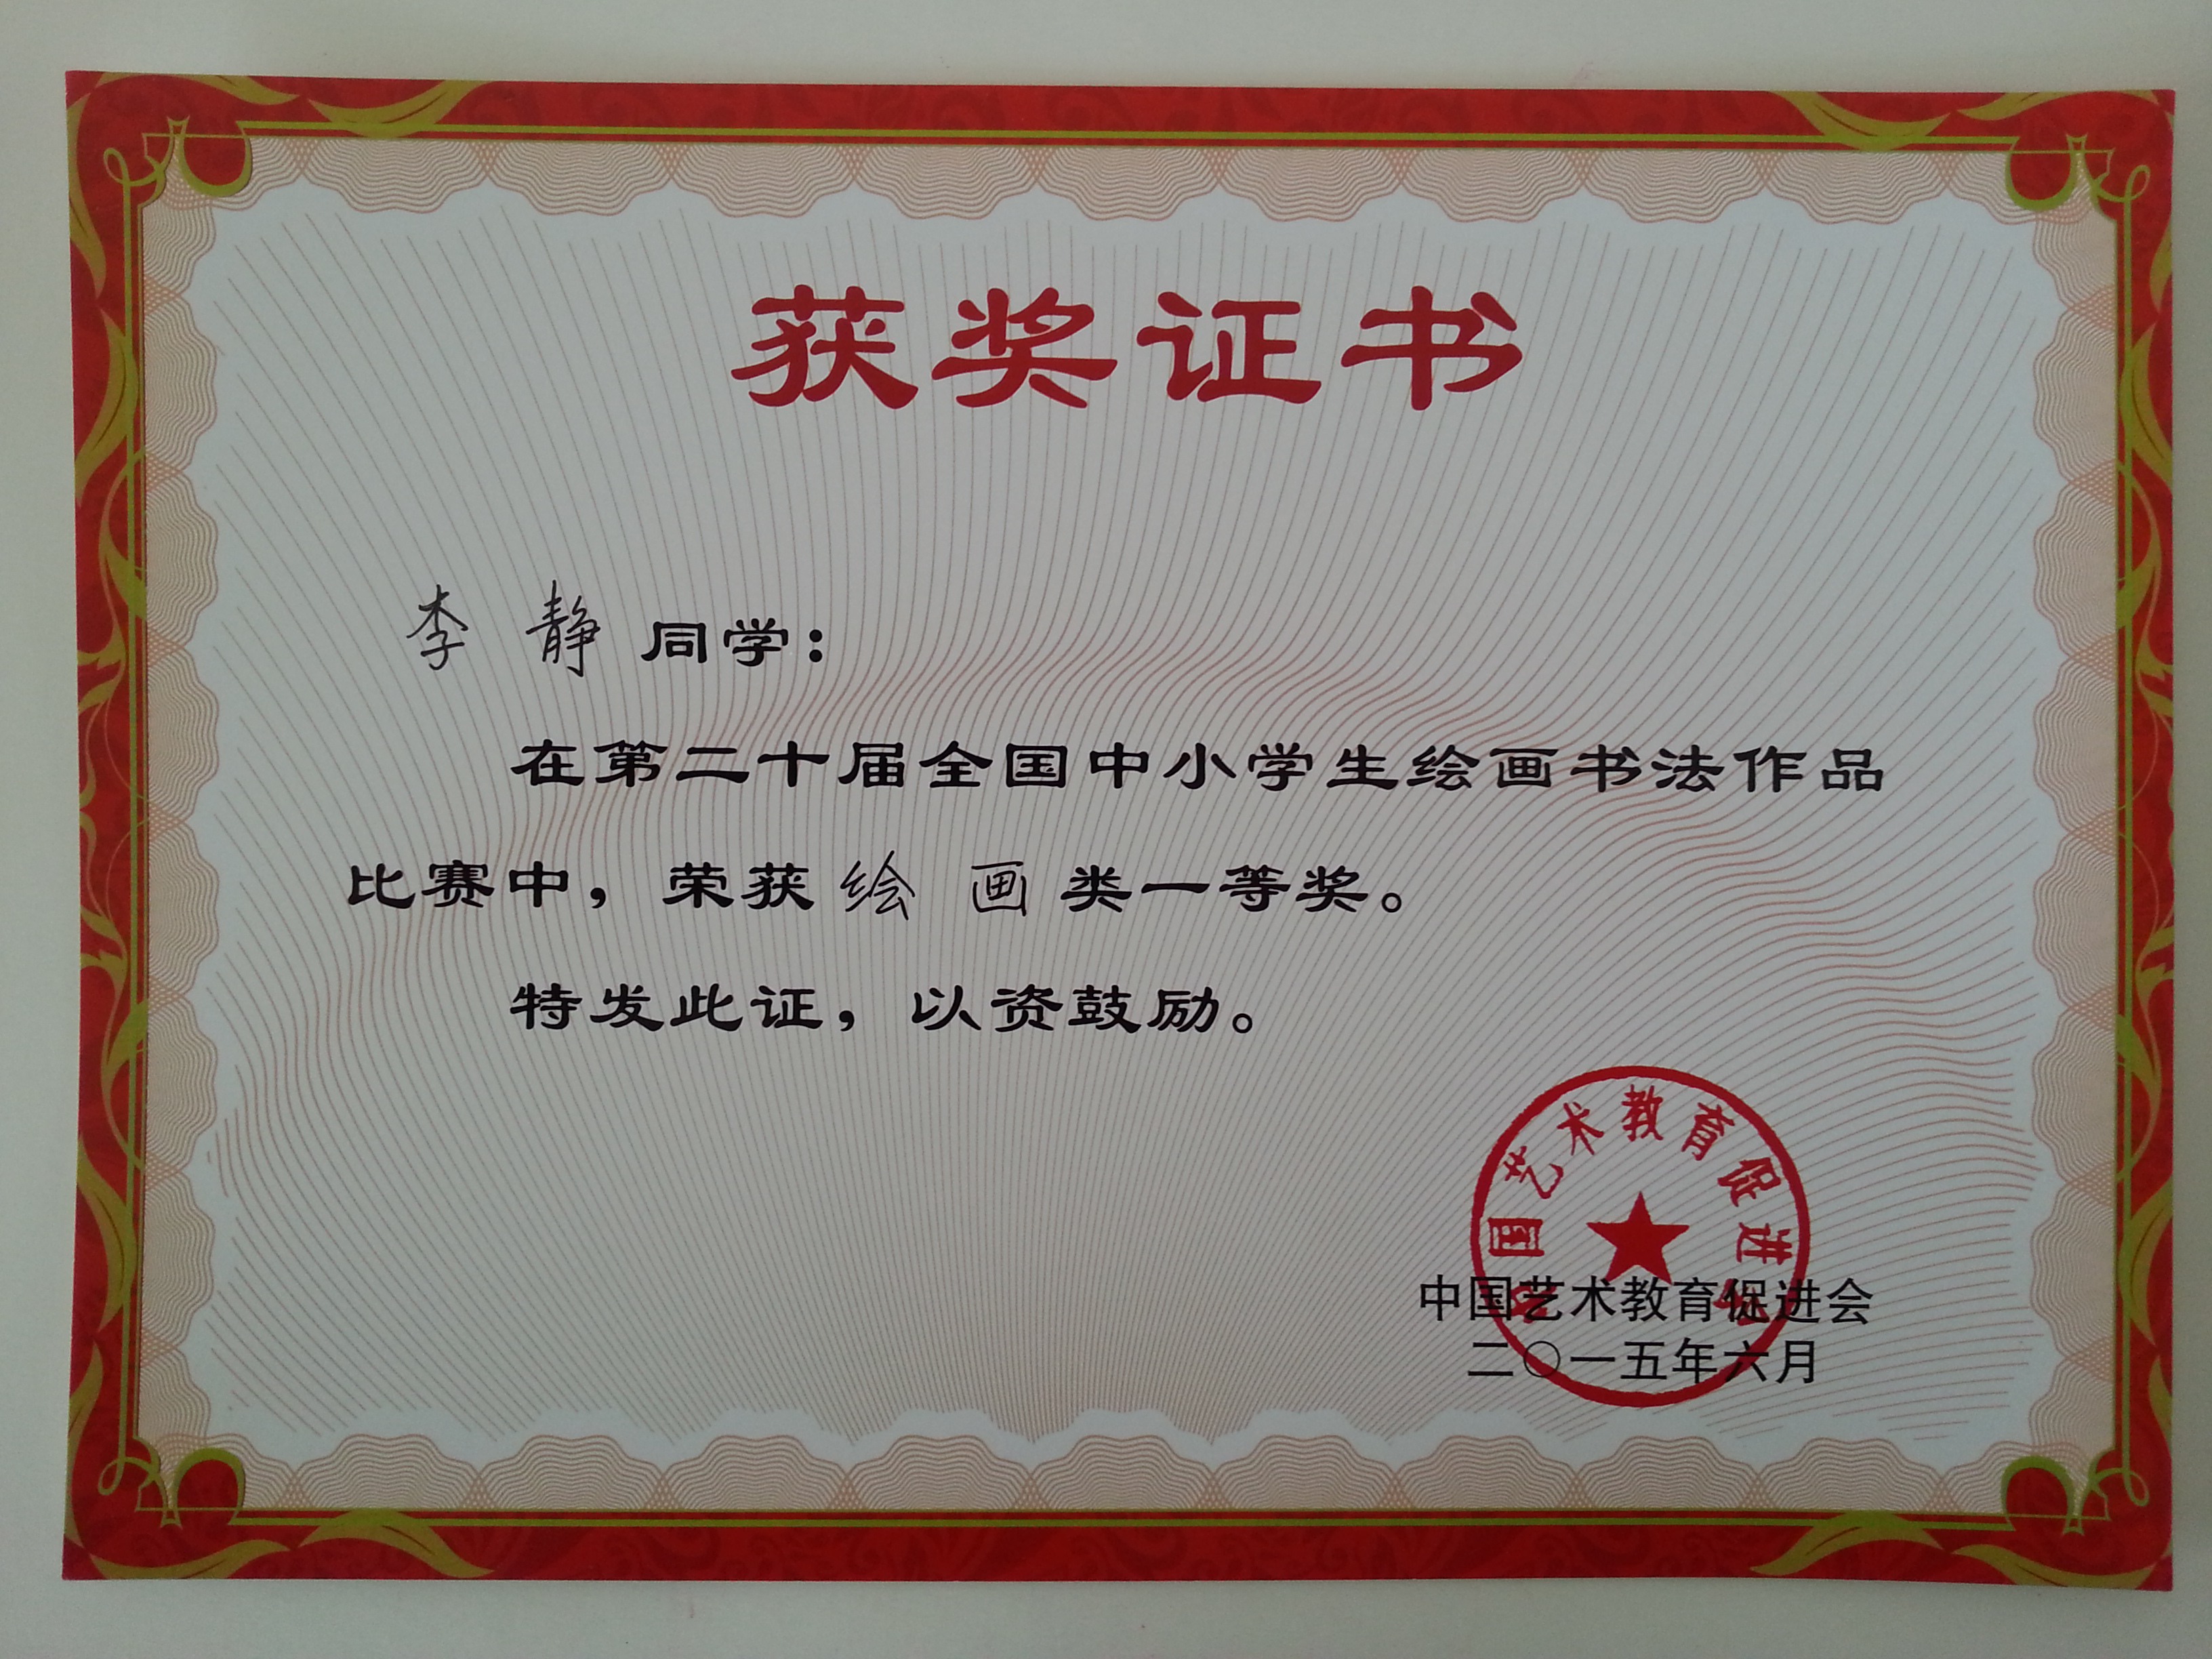 获奖证书
李静同学：
在第二十届全国中小学生绘画书法作品
比赛中，荣获绘画类一等奖。
特发此证，以资鼓励。
国艺术教育促进
中国艺术教育促进会
二〇一五年六月